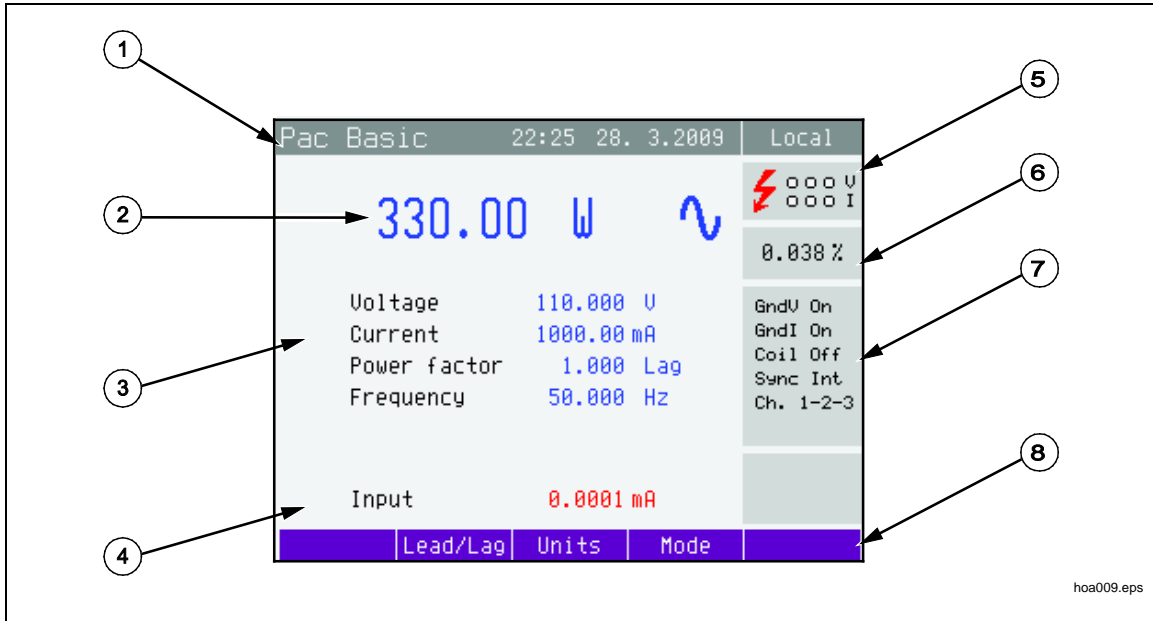 1
Pac Basic 22:25 28. 3.2009 Local
5
2
330.00 W
000 V
000 I
6
0.038 %
7
3
Voltage 110.000 V
Current 1000.00 mA
Power factor 1.000 Lag
Frequency 50.000 Hz
GndV On
GndI On
Coil Off
Sync Int
Ch. 1-2-3
8
4
Input 0.0001 mA
Lead/Lag Units Mode
hoa009.eps